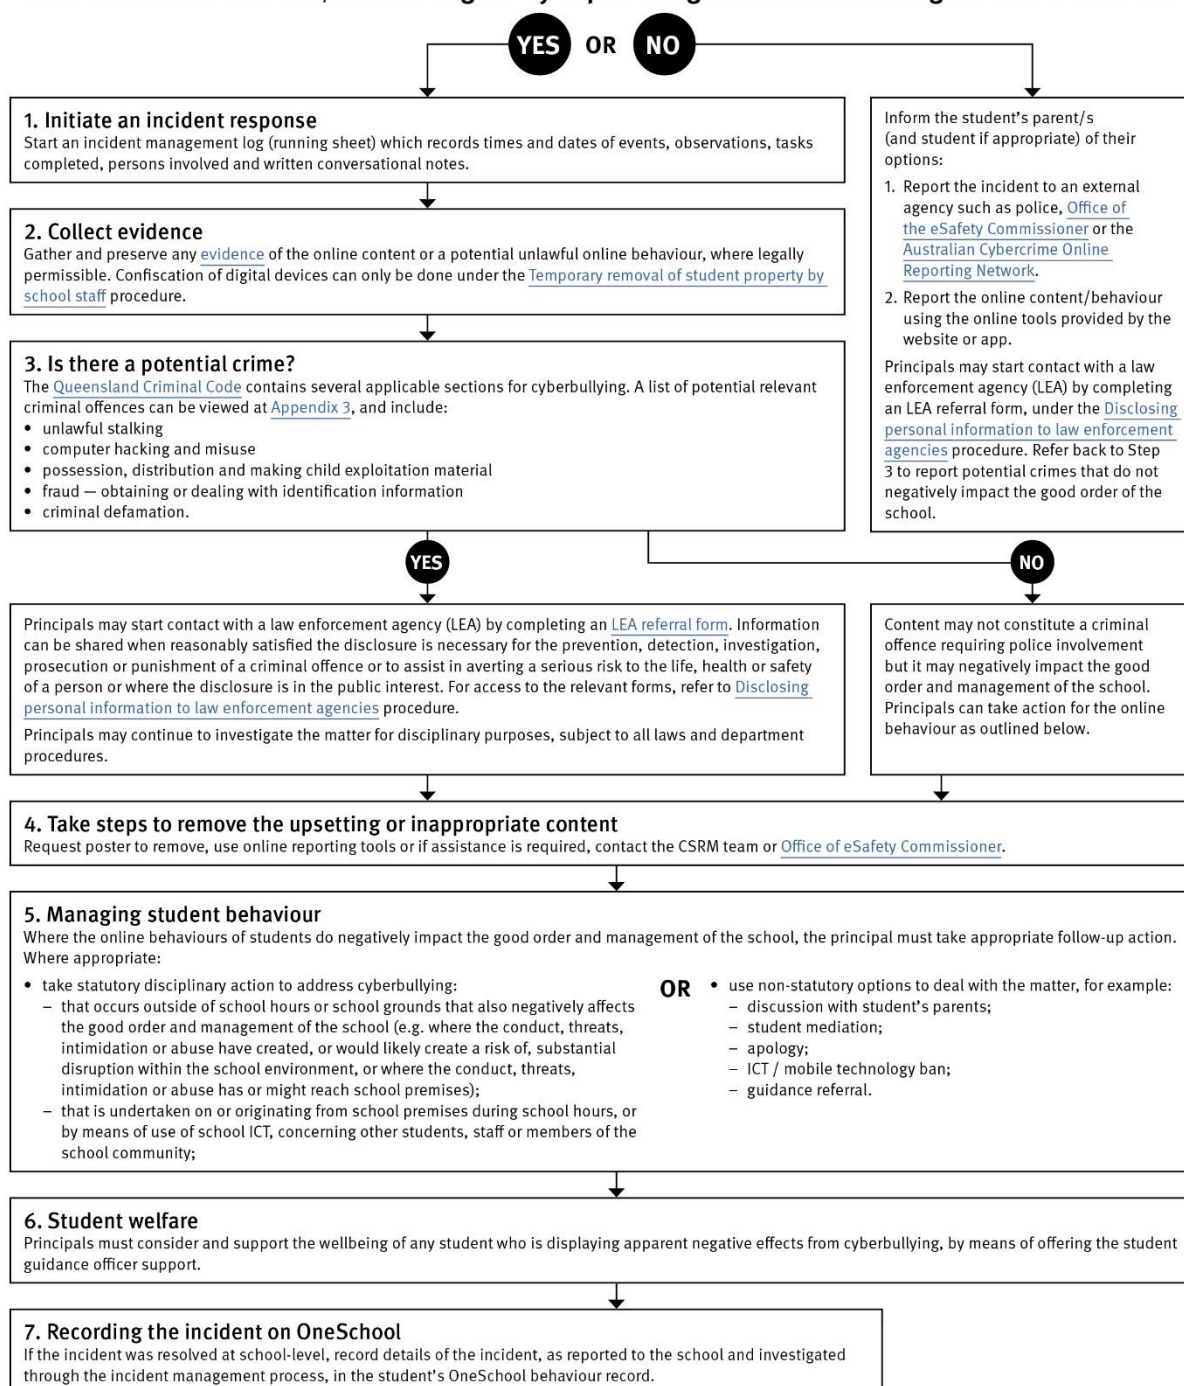 YES OR NO
1. Initiate an incident response
Start an incident management log (running sheet) which records times and dates of events, observations, tasks
completed, persons involved and written conversational notes.
2. Collect evidence
Gather and preserve any evidence of the online content or a potential unlawful online behaviour, where legally
permissible. Confiscation of digital devices can only be done under the Temporary removal of student property by
school staff procedure.
3. Is there a potential crime?
The Queensland Criminal Code contains several applicable sections for cyberbullying. A list of potential relevant
criminal offences can be viewed at Appendix 3, and include:
• unlawful stalking
• computer hacking and misuse
• possession, distribution and making child exploitation material
• fraud — obtaining or dealing with identification information
• criminal defamation.
Inform the student's parent/s
(and student if appropriate) of their
options:
1. Report the incident to an external
agency such as police, Office of
the eSafety Commissioner or the
Australian Cybercrime Online
Reporting Network.
2. Report the online content/behaviour
using the online tools provided by the
website or app.
Principals may start contact with a law
enforcement agency (LEA) by completing
an LEA referral form, under the Disclosing
personal information to law enforcement
agencies procedure. Refer back to Step
3 to report potential crimes that do not
negatively impact the good order of the
school.
YES
NO
Principals may start contact with a law enforcement agency (LEA) by completing an LEA referral form. Information
can be shared when reasonably satisfied the disclosure is necessary for the prevention, detection, investigation,
prosecution or punishment of a criminal offence or to assist in averting a serious risk to the life, health or safety
of a person or where the disclosure is in the public interest. For access to the relevant forms, refer to Disclosing
personal information to law enforcement agencies procedure.
Principals may continue to investigate the matter for disciplinary purposes, subject to all laws and department
procedures.
Content may not constitute a criminal
offence requiring police involvement
but it may negatively impact the good
order and management of the school.
Principals can take action for the online
behaviour as outlined below.
4. Take steps to remove the upsetting or inappropriate content
Request poster to remove, use online reporting tools or if assistance is required, contact the CSRM team or Office of eSafety Commissioner.
5. Managing student behaviour
Where the online behaviours of students do negatively impact the good order and management of the school, the principal must take appropriate follow-up action.
Where appropriate:
• take statutory disciplinary action to address cyberbullying:
– that occurs outside of school hours or school grounds that also negatively affects
the good order and management of the school (e.g. where the conduct, threats,
intimidation or abuse have created, or would likely create a risk of, substantial
disruption within the school environment, or where the conduct, threats,
intimidation or abuse has or might reach school premises);
– that is undertaken on or originating from school premises during school hours, or
by means of use of school ICT, concerning other students, staff or members of the
school community;
OR
• use non-statutory options to deal with the matter, for example:
– discussion with student's parents;
– student mediation;
– apology;
– ICT / mobile technology ban;
– guidance referral.
6. Student welfare
Principals must consider and support the wellbeing of any student who is displaying apparent negative effects from cyberbullying, by means of offering the student
guidance officer support.
7. Recording the incident on OneSchool
If the incident was resolved at school-level, record details of the incident, as reported to the school and investigated
through the incident management process, in the student's OneSchool behaviour record.